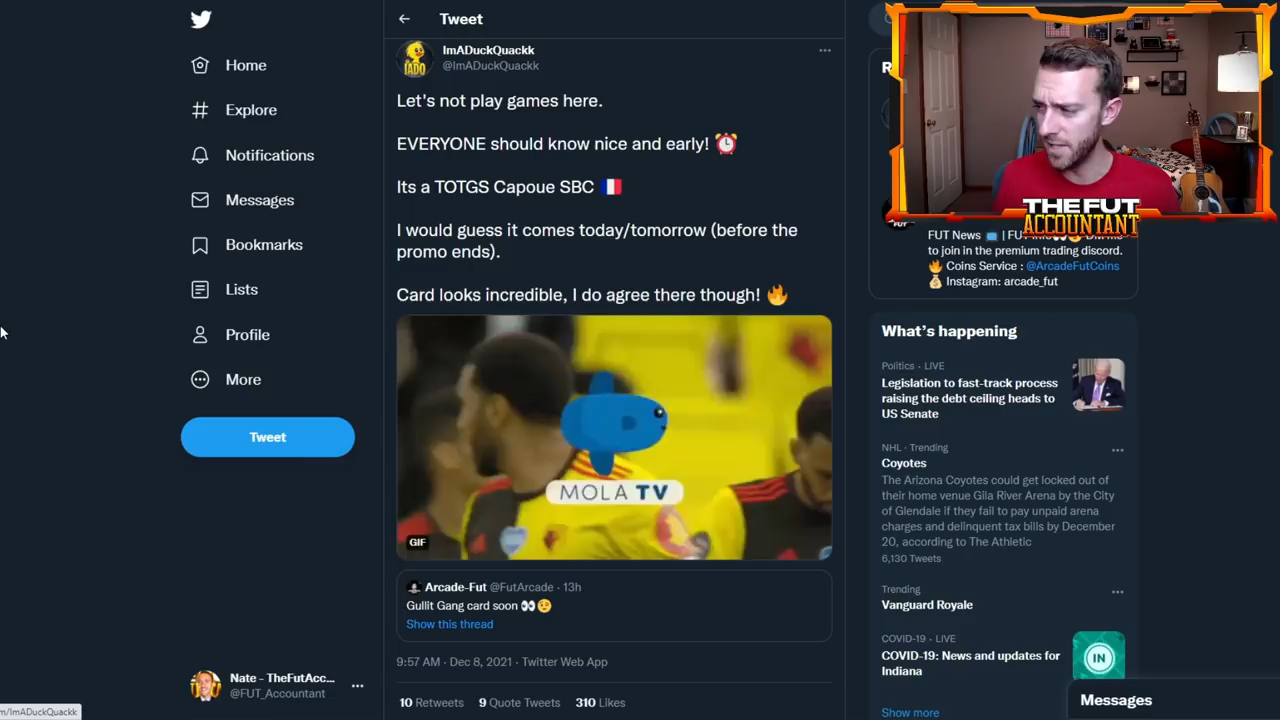 Tweet
Home
Explore
Notifications
Messages
Bookmarks
Lists
Profile
More
Tweet
Nate - TheFutAcc...
@FUT_Accountant
m/ImADuckQuackk
IADO
ImADuckQuackk
@ImADuckQuackk
Let's not play games here.
EVERYONE should know nice and early! ⏰
Its a TOTGS Capoue SBC 🇫🇷
I would guess it comes today/tomorrow (before the
promo ends).
Card looks incredible, I do agree there though! 🔥
MOLA TV
GIF
Arcade-Fut @FutArcade · 13h
Gullit Gang card soon 👀😉
Show this thread
9:57 AM · Dec 8, 2021 · Twitter Web App
10 Retweets 9 Quote Tweets 310 Likes
THE FUT
ACCOUNTANT
to join in the premium trading discord.
🔥 Coins Service : @ArcadeFutCoins
💰 Instagram: arcade_fut
What's happening
Politics · LIVE
Legislation to fast-track process
raising the debt ceiling heads to
US Senate
NHL · Trending
Coyotes
The Arizona Coyotes could get locked out of
their home venue Gila River Arena by the City
of Glendale if they fail to pay unpaid arena
charges and delinquent tax bills by December
20, according to The Athletic
6,130 Tweets
Trending
Vanguard Royale
COVID-19 · LIVE
COVID-19: News and updates for
Indiana
IN
Show more
Messages